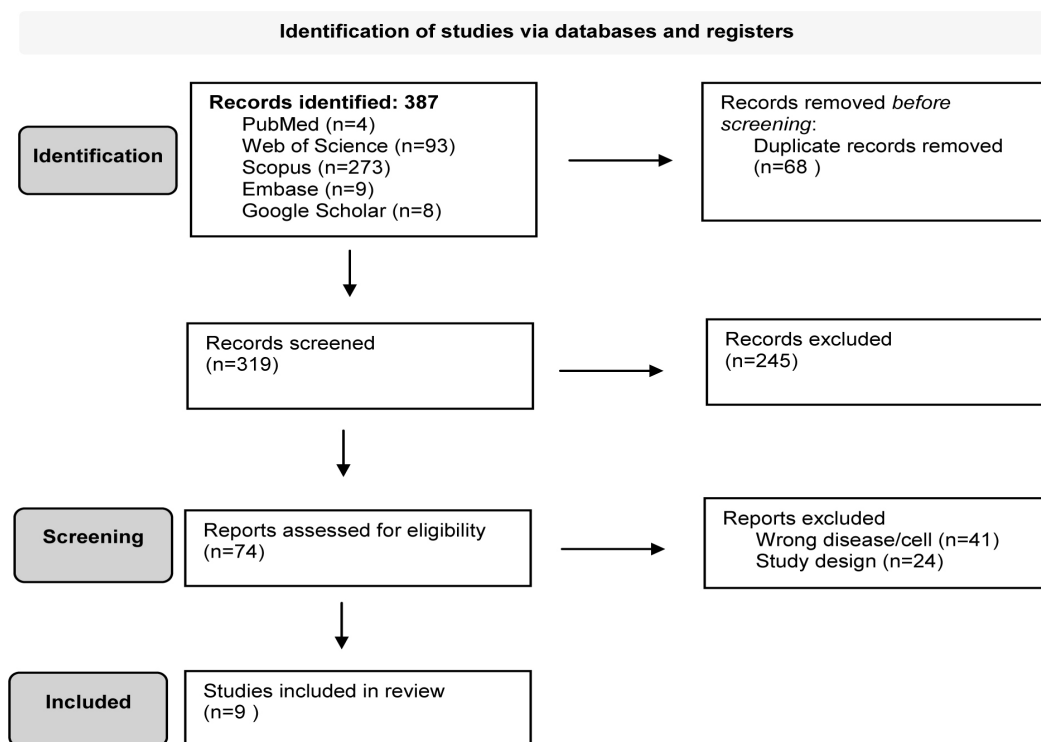 Identification of studies via databases and registers
Identification
Records identified: 387
PubMed (n=4)
Web of Science (n=93)
Scopus (n=273)
Embase (n=9)
Google Scholar (n=8)
Records removed before
screening:
Duplicate records removed
(n=68 )
Records screened
(n=319)
Records excluded
(n=245)
Screening
Reports assessed for eligibility
(n=74)
Reports excluded
Wrong disease/cell (n=41)
Study design (n=24)
Included
Studies included in review
(n=9 )